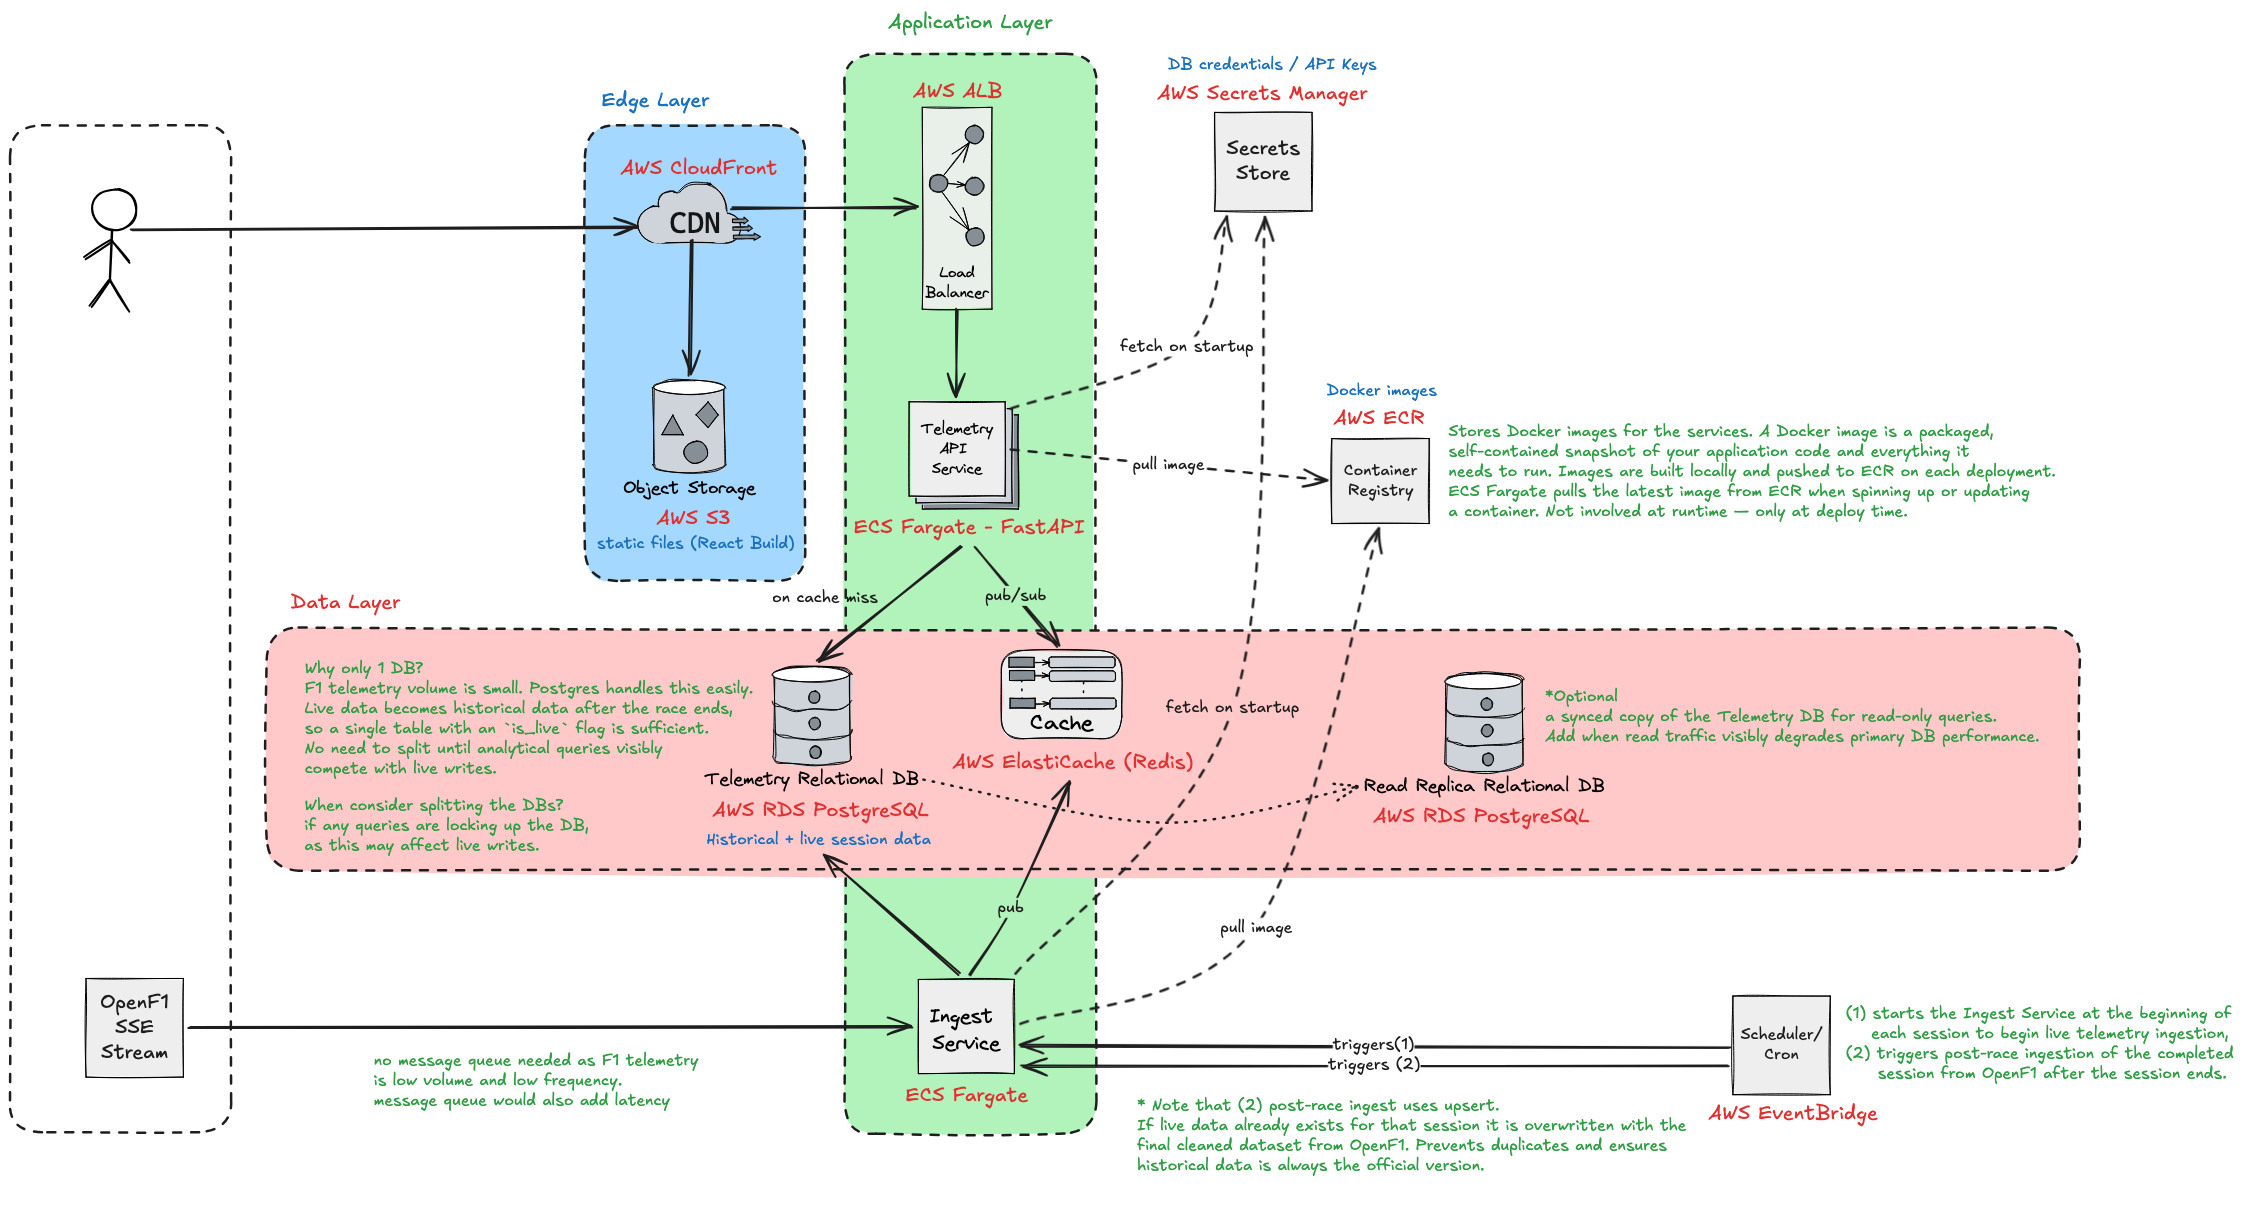 Application Layer
DB credentials / API Keys
AWS Secrets Manager
Secrets
Store
Edge Layer
AWS CloudFront
CDN
AWS ALB
Load
Balancer
fetch on startup
Docker images
AWS ECR
Container
Registry
Stores Docker images for the services. A Docker image is a packaged,
self-contained snapshot of your application code and everything it
needs to run. Images are built locally and pushed to ECR on each deployment.
ECS Fargate pulls the latest image from ECR when spinning up or updating
a container. Not involved at runtime — only at deploy time.
Telemetry
API
Service
pull image
ECS Fargate - FastAPI
Object Storage
AWS S3
static files (React Build)
on cache miss
pub/sub
Data Layer
Why only 1 DB?
F1 telemetry volume is small. Postgres handles this easily.
Live data becomes historical data after the race ends,
so a single table with an `is_live` flag is sufficient.
No need to split until analytical queries visibly
compete with live writes.
When consider splitting the DBs?
if any queries are locking up the DB,
as this may affect live writes.
Telemetry Relational DB
AWS RDS PostgreSQL
Historical + live session data
Cache
AWS ElastiCache (Redis)
fetch on startup
*Optional
a synced copy of the Telemetry DB for read-only queries.
Add when read traffic visibly degrades primary DB performance.
Read Replica Relational DB
AWS RDS PostgreSQL
pub
pull image
OpenF1
SSE
Stream
no message queue needed as F1 telemetry
is low volume and low frequency.
message queue would also add latency
Ingest
Service
ECS Fargate
triggers(1)
triggers (2)
Scheduler/
Cron
AWS EventBridge
(1) starts the Ingest Service at the beginning of
each session to begin live telemetry ingestion,
(2) triggers post-race ingestion of the completed
session from OpenF1 after the session ends.
* Note that (2) post-race ingest uses upsert.
If live data already exists for that session it is overwritten with the
final cleaned dataset from OpenF1. Prevents duplicates and ensures
historical data is always the official version.